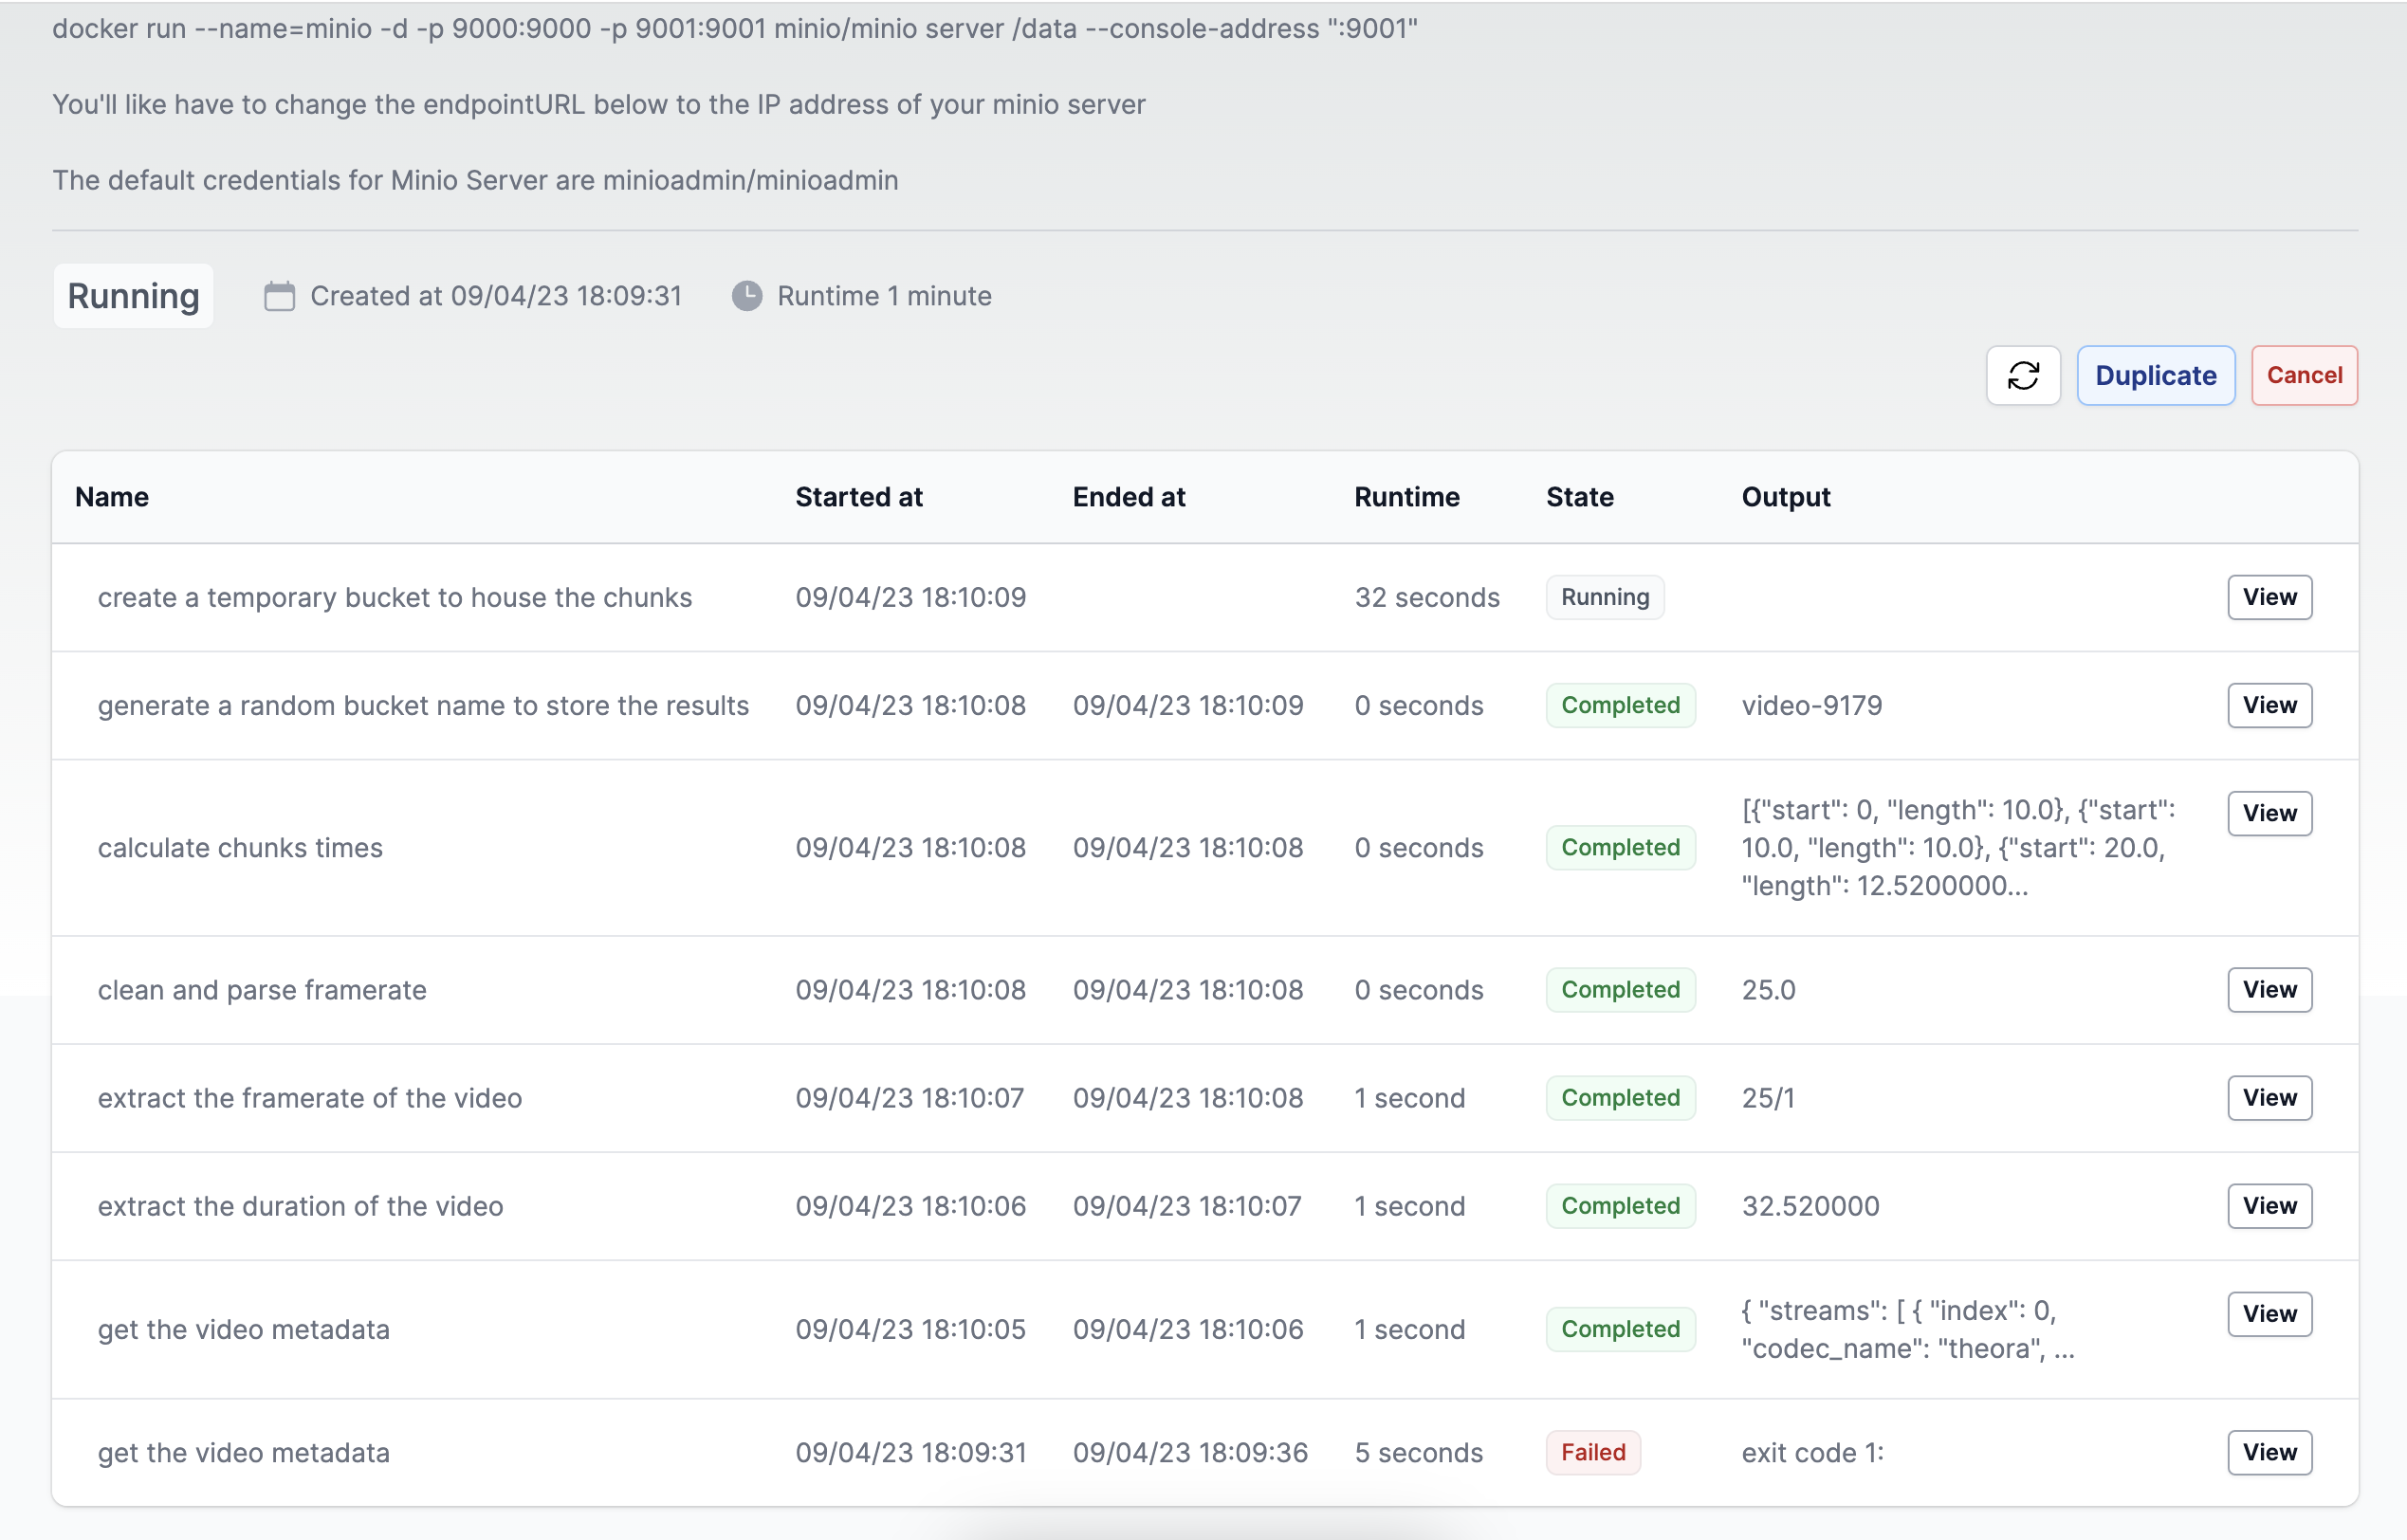 docker run --name=minio -d -p 9000:9000 -p 9001:9001 minio/minio server /data --console-address ":9001"
You'll like have to change the endpointURL below to the IP address of your minio server
The default credentials for Minio Server are minioadmin/minioadmin
Running Created at 09/04/23 18:09:31 Runtime 1 minute
Duplicate Cancel
Name Started at Ended at Runtime State Output
create a temporary bucket to house the chunks 09/04/23 18:10:09 32 seconds Running View
generate a random bucket name to store the results 09/04/23 18:10:08 09/04/23 18:10:09 0 seconds Completed video-9179 View
calculate chunks times 09/04/23 18:10:08 09/04/23 18:10:08 0 seconds Completed [{"start": 0, "length": 10.0}, {"start": View
10.0, "length": 10.0}, {"start": 20.0,
"length": 12.5200000...
clean and parse framerate 09/04/23 18:10:08 09/04/23 18:10:08 0 seconds Completed 25.0 View
extract the framerate of the video 09/04/23 18:10:07 09/04/23 18:10:08 1 second Completed 25/1 View
extract the duration of the video 09/04/23 18:10:06 09/04/23 18:10:07 1 second Completed 32.520000 View
get the video metadata 09/04/23 18:10:05 09/04/23 18:10:06 1 second Completed { "streams": [ { "index": 0, View
"codec_name": "theora", ...
get the video metadata 09/04/23 18:09:31 09/04/23 18:09:36 5 seconds Failed exit code 1: View